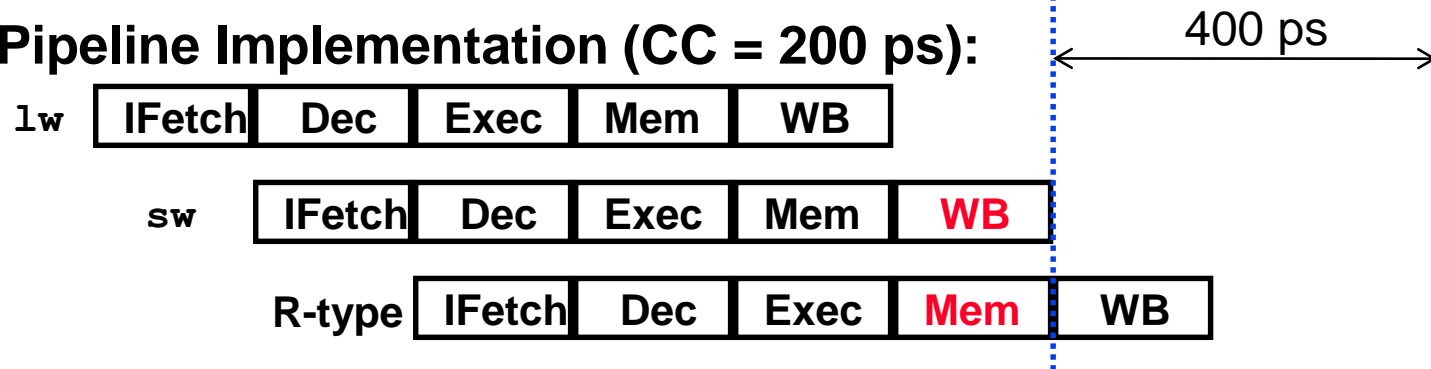 Pipeline Implementation (CC = 200 ps):
400 ps
lw IFetch Dec Exec Mem WB
sw IFetch Dec Exec Mem WB
R-type IFetch Dec Exec Mem WB